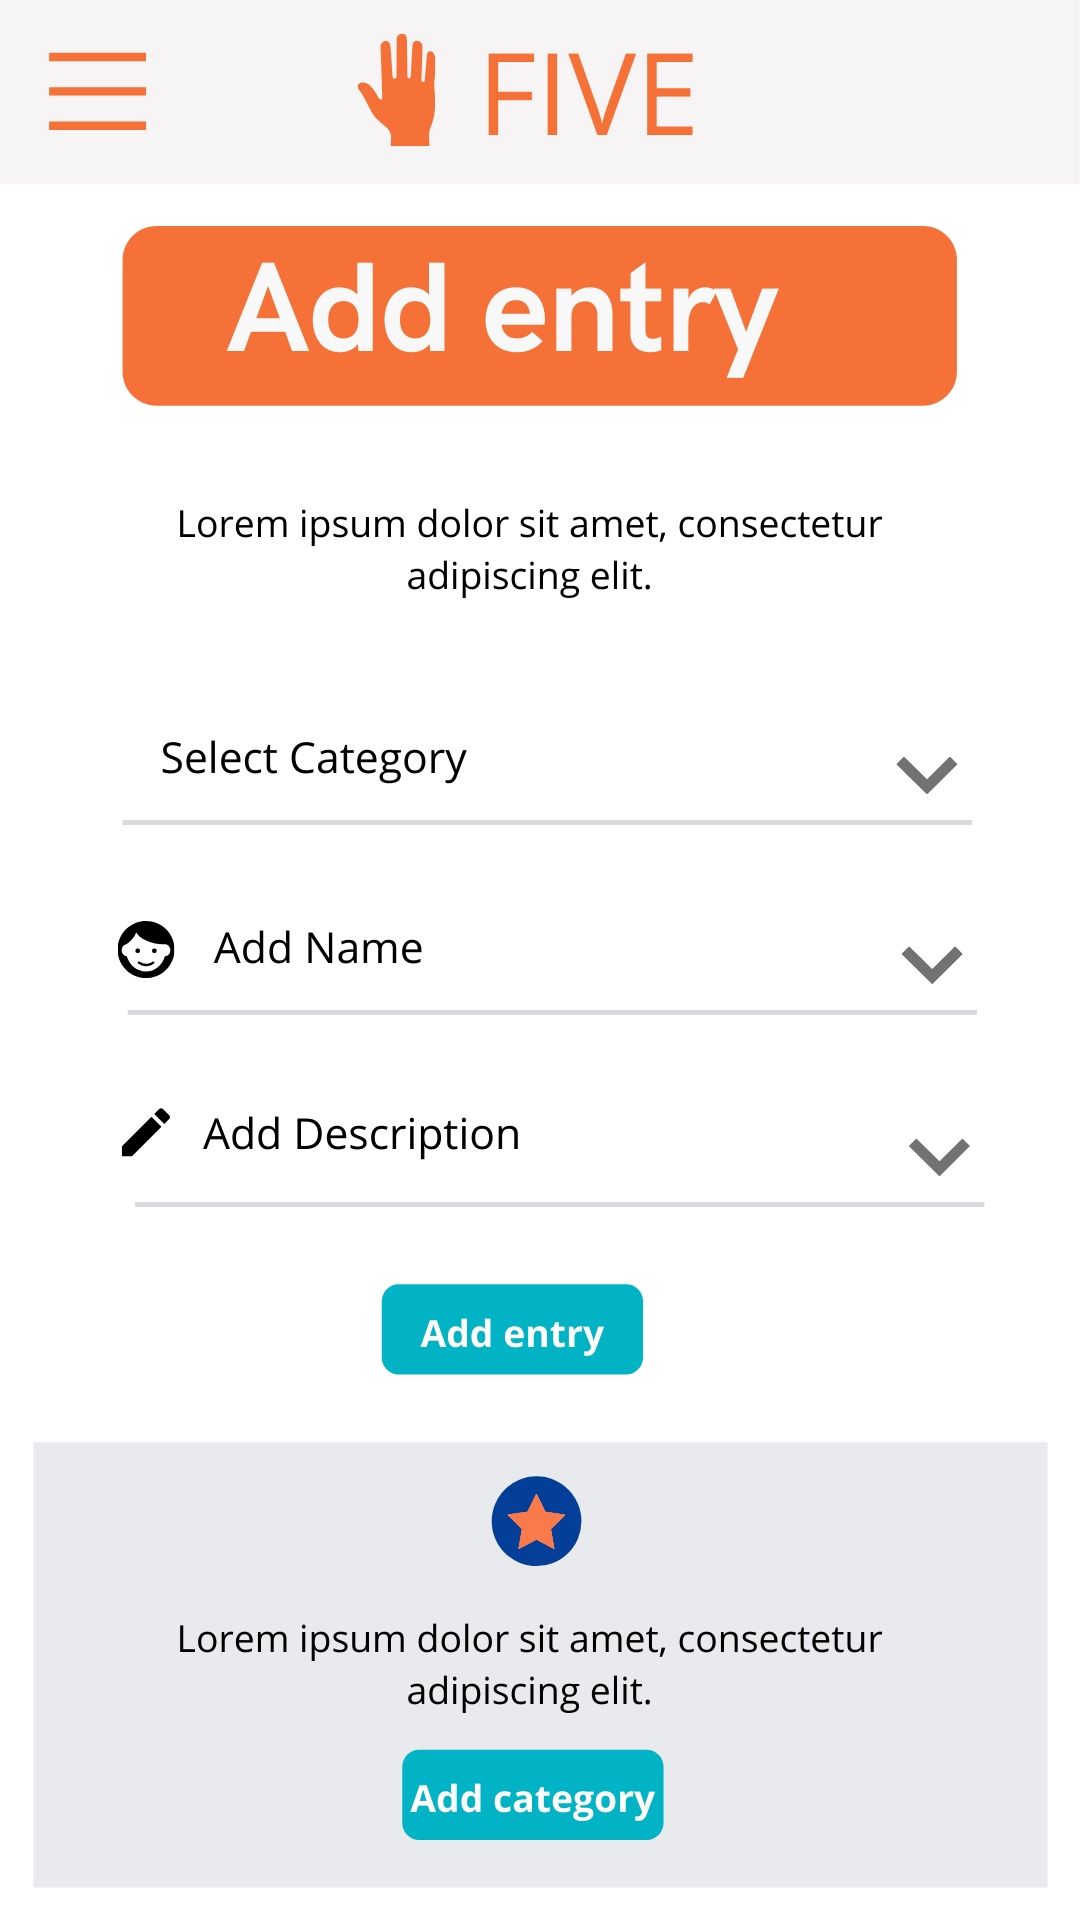 FIVE
Add entry
Lorem ipsum dolor sit amet, consectetur
adipiscing elit.
Select Category
Add Name
Add Description
Add entry
Lorem ipsum dolor sit amet, consectetur
adipiscing elit.
Add category